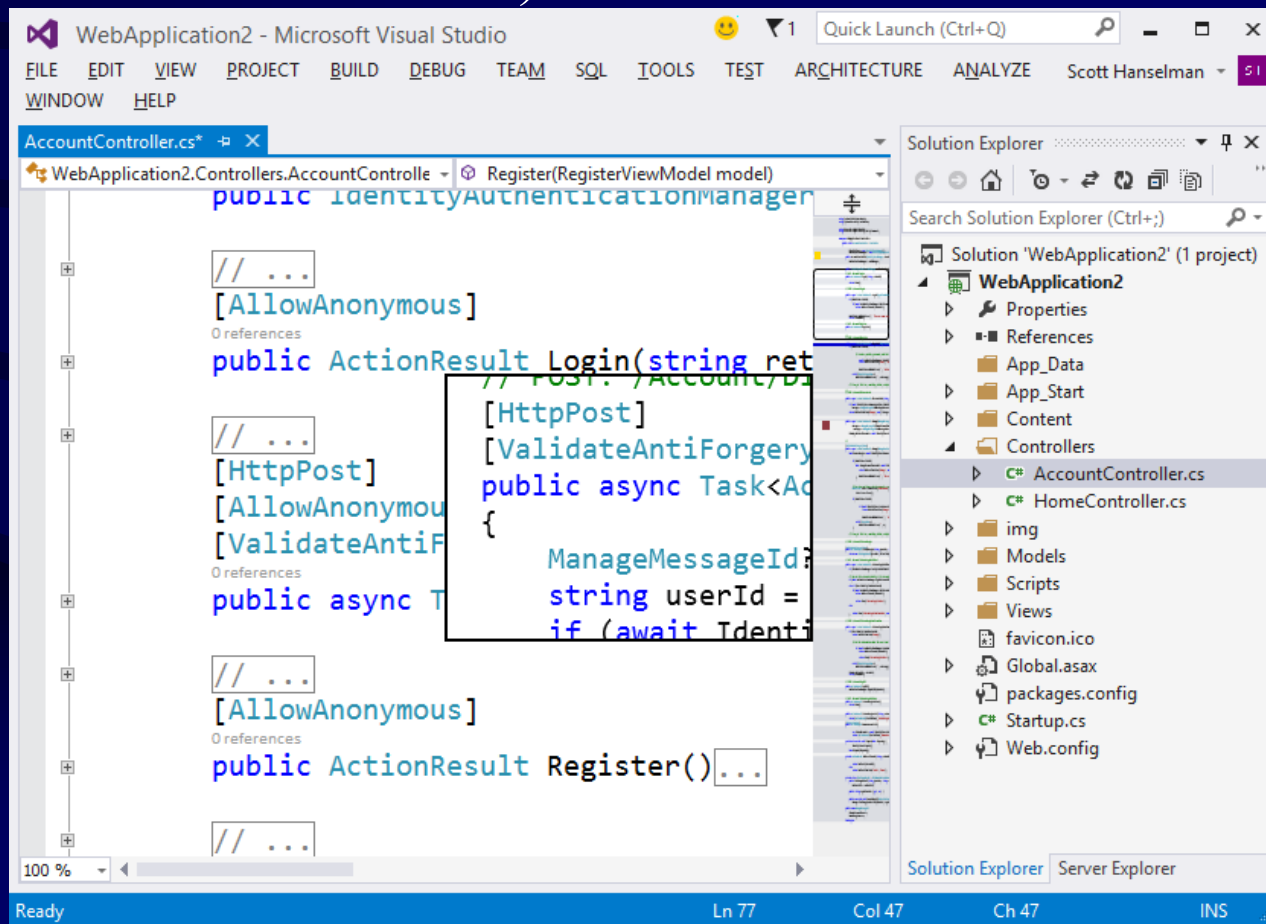 WebApplication2 - Microsoft Visual Studio
1
Quick Launch (Ctrl+Q)
FILE EDIT VIEW PROJECT BUILD DEBUG TEAM SQL TOOLS TEST ARCHITECTURE ANALYZE Scott Hanselman
WINDOW HELP
AccountController.cs*
WebApplication2.Controllers.AccountControlle
Register(RegisterViewModel model)
public IdentityAuthenticationManager
// ...
[AllowAnonymous]
0 references
public ActionResult Login(string ret
// ...
[HttpPost]
[AllowAnonymou
[ValidateAntiF
0 references
public async T
// POST: /Account/Di
[HttpPost]
[ValidateAntiForgery
public async Task<Ac
{
ManageMessageId?
string userId =
if (await Identi
// ...
[AllowAnonymous]
0 references
public ActionResult Register()...
// ...
100 %
Solution Explorer
Search Solution Explorer (Ctrl+;)
Solution 'WebApplication2' (1 project)
WebApplication2
Properties
References
App_Data
App_Start
Content
Controllers
C# AccountController.cs
C# HomeController.cs
img
Models
Scripts
Views
favicon.ico
Global.asax
packages.config
C# Startup.cs
Web.config
Solution Explorer Server Explorer
Ready Ln 77 Col 47 Ch 47 INS